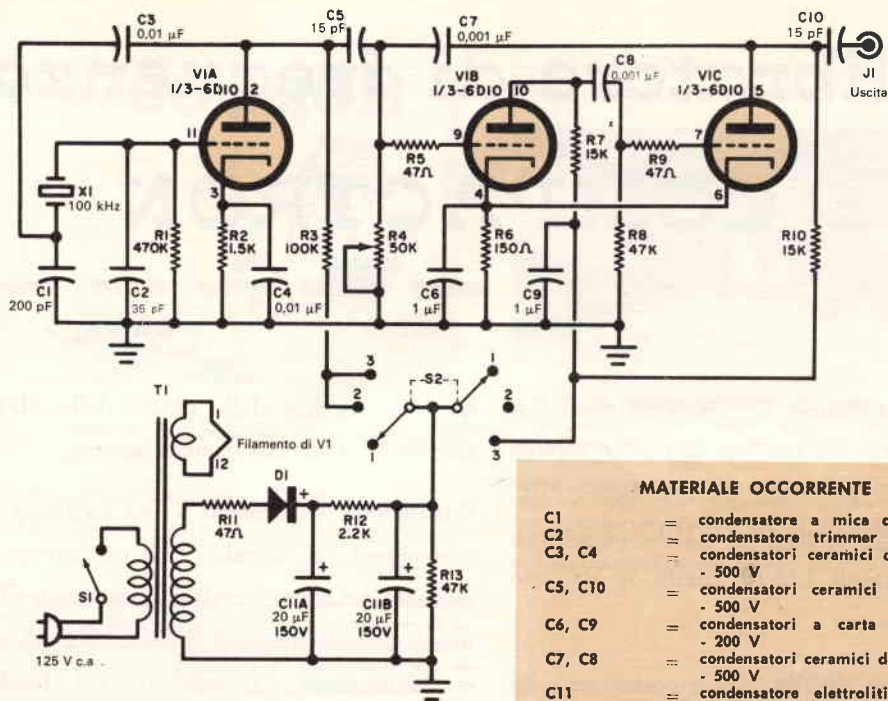 C3
0,01 µF
C5
15 pF
C7
0,001 µF
C10
15 pF
J1
Uscita
V1A
1/3-6D10
2
11
3
V1B
1/3-6D10
10
9
4
C8
0,001 µF
V1C
1/3-6D10
5
7
6
R5
47Ω
R7
15K
R9
47Ω
X1
100 kHz
R1
470K
R2
1.5K
R3
100K
R4
50K
R6
150Ω
R8
47K
R10
15K
C1
200 pF
C2
35 pF
C4
0,01 µF
C6
1 µF
C9
1 µF
3
2
1
S2
1
2
3
T1
1
12
Filamento di V1
R11
47Ω
D1
+
R12
2.2K
S1
125 V c.a.
+
C11A
20 µF
150V
+
C11B
20 µF
150V
R13
47K
MATERIALE OCCORRENTE
C1 = condensatore a mica
C2 = condensatore trimmer
C3, C4 = condensatori ceramici
- 500 V
C5, C10 = condensatori ceramici
- 500 V
C6, C9 = condensatori a carta
- 200 V
C7, C8 = condensatori ceramici
- 500 V
C11 = condensatore